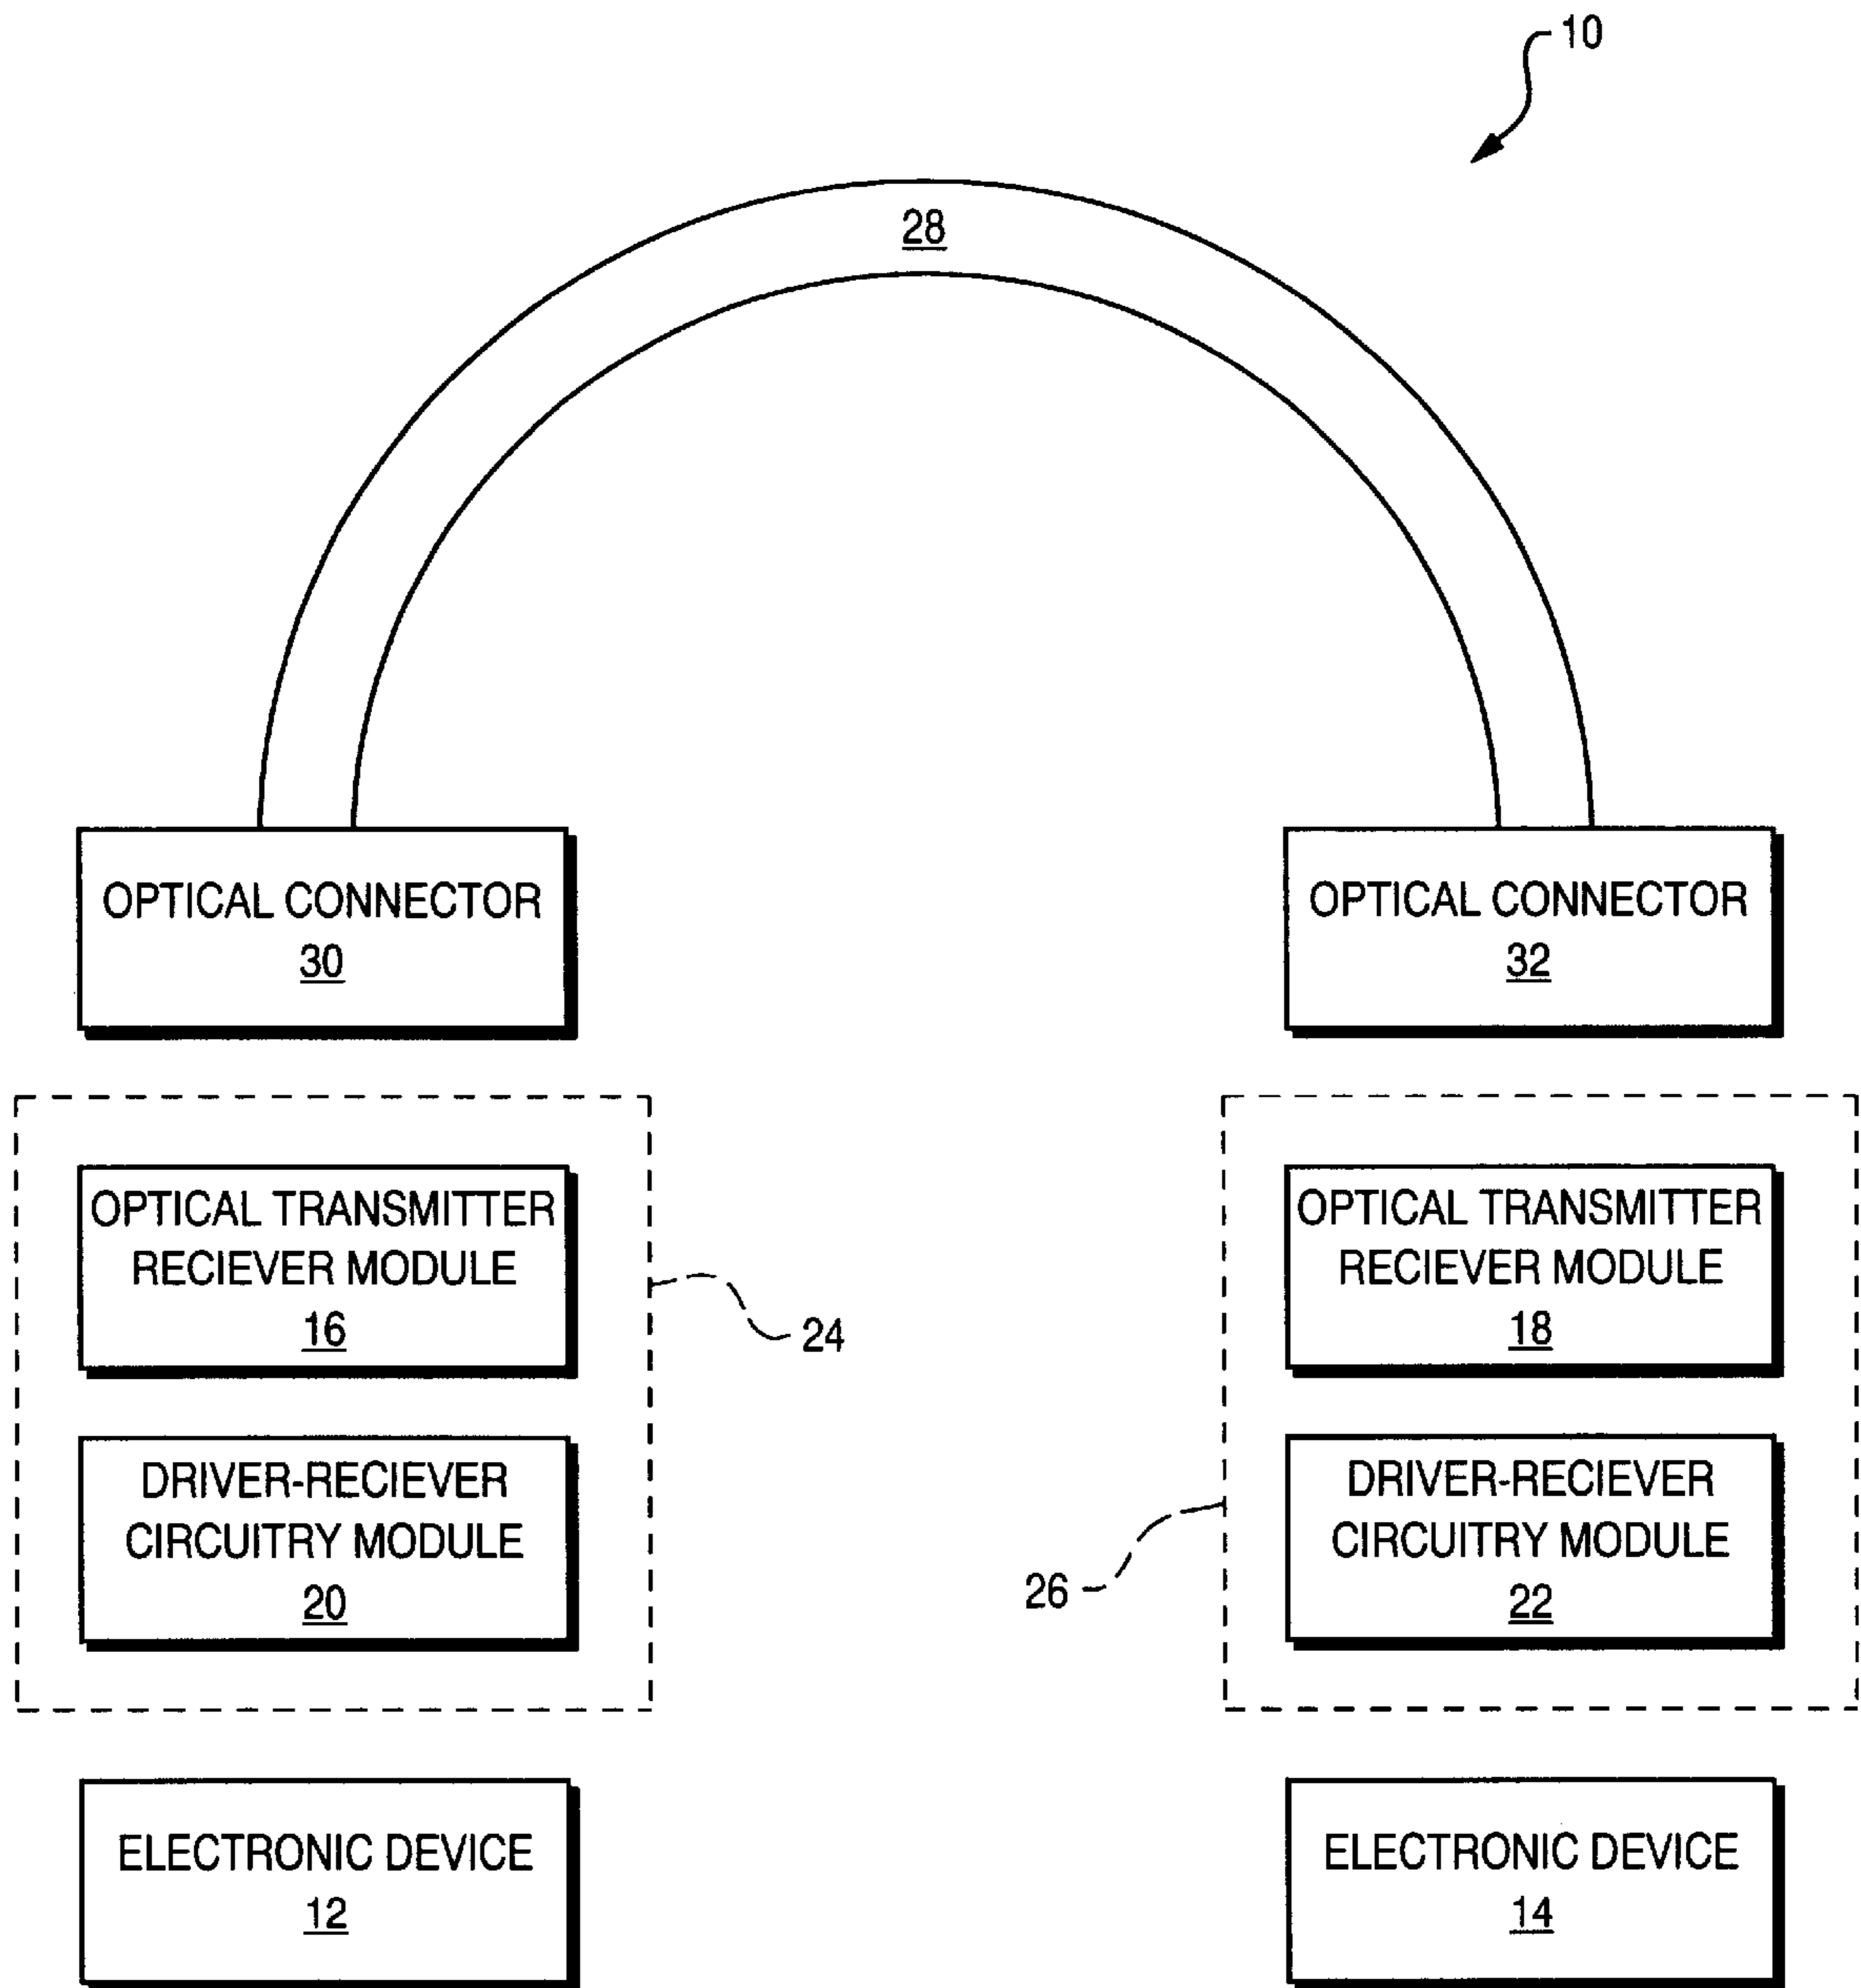 10
28
OPTICAL CONNECTOR
30
OPTICAL CONNECTOR
32
OPTICAL TRANSMITTER
RECIEVER MODULE
16
24
OPTICAL TRANSMITTER
RECIEVER MODULE
18
DRIVER-RECIEVER
CIRCUITRY MODULE
20
26
DRIVER-RECIEVER
CIRCUITRY MODULE
22
ELECTRONIC DEVICE
12
ELECTRONIC DEVICE
14